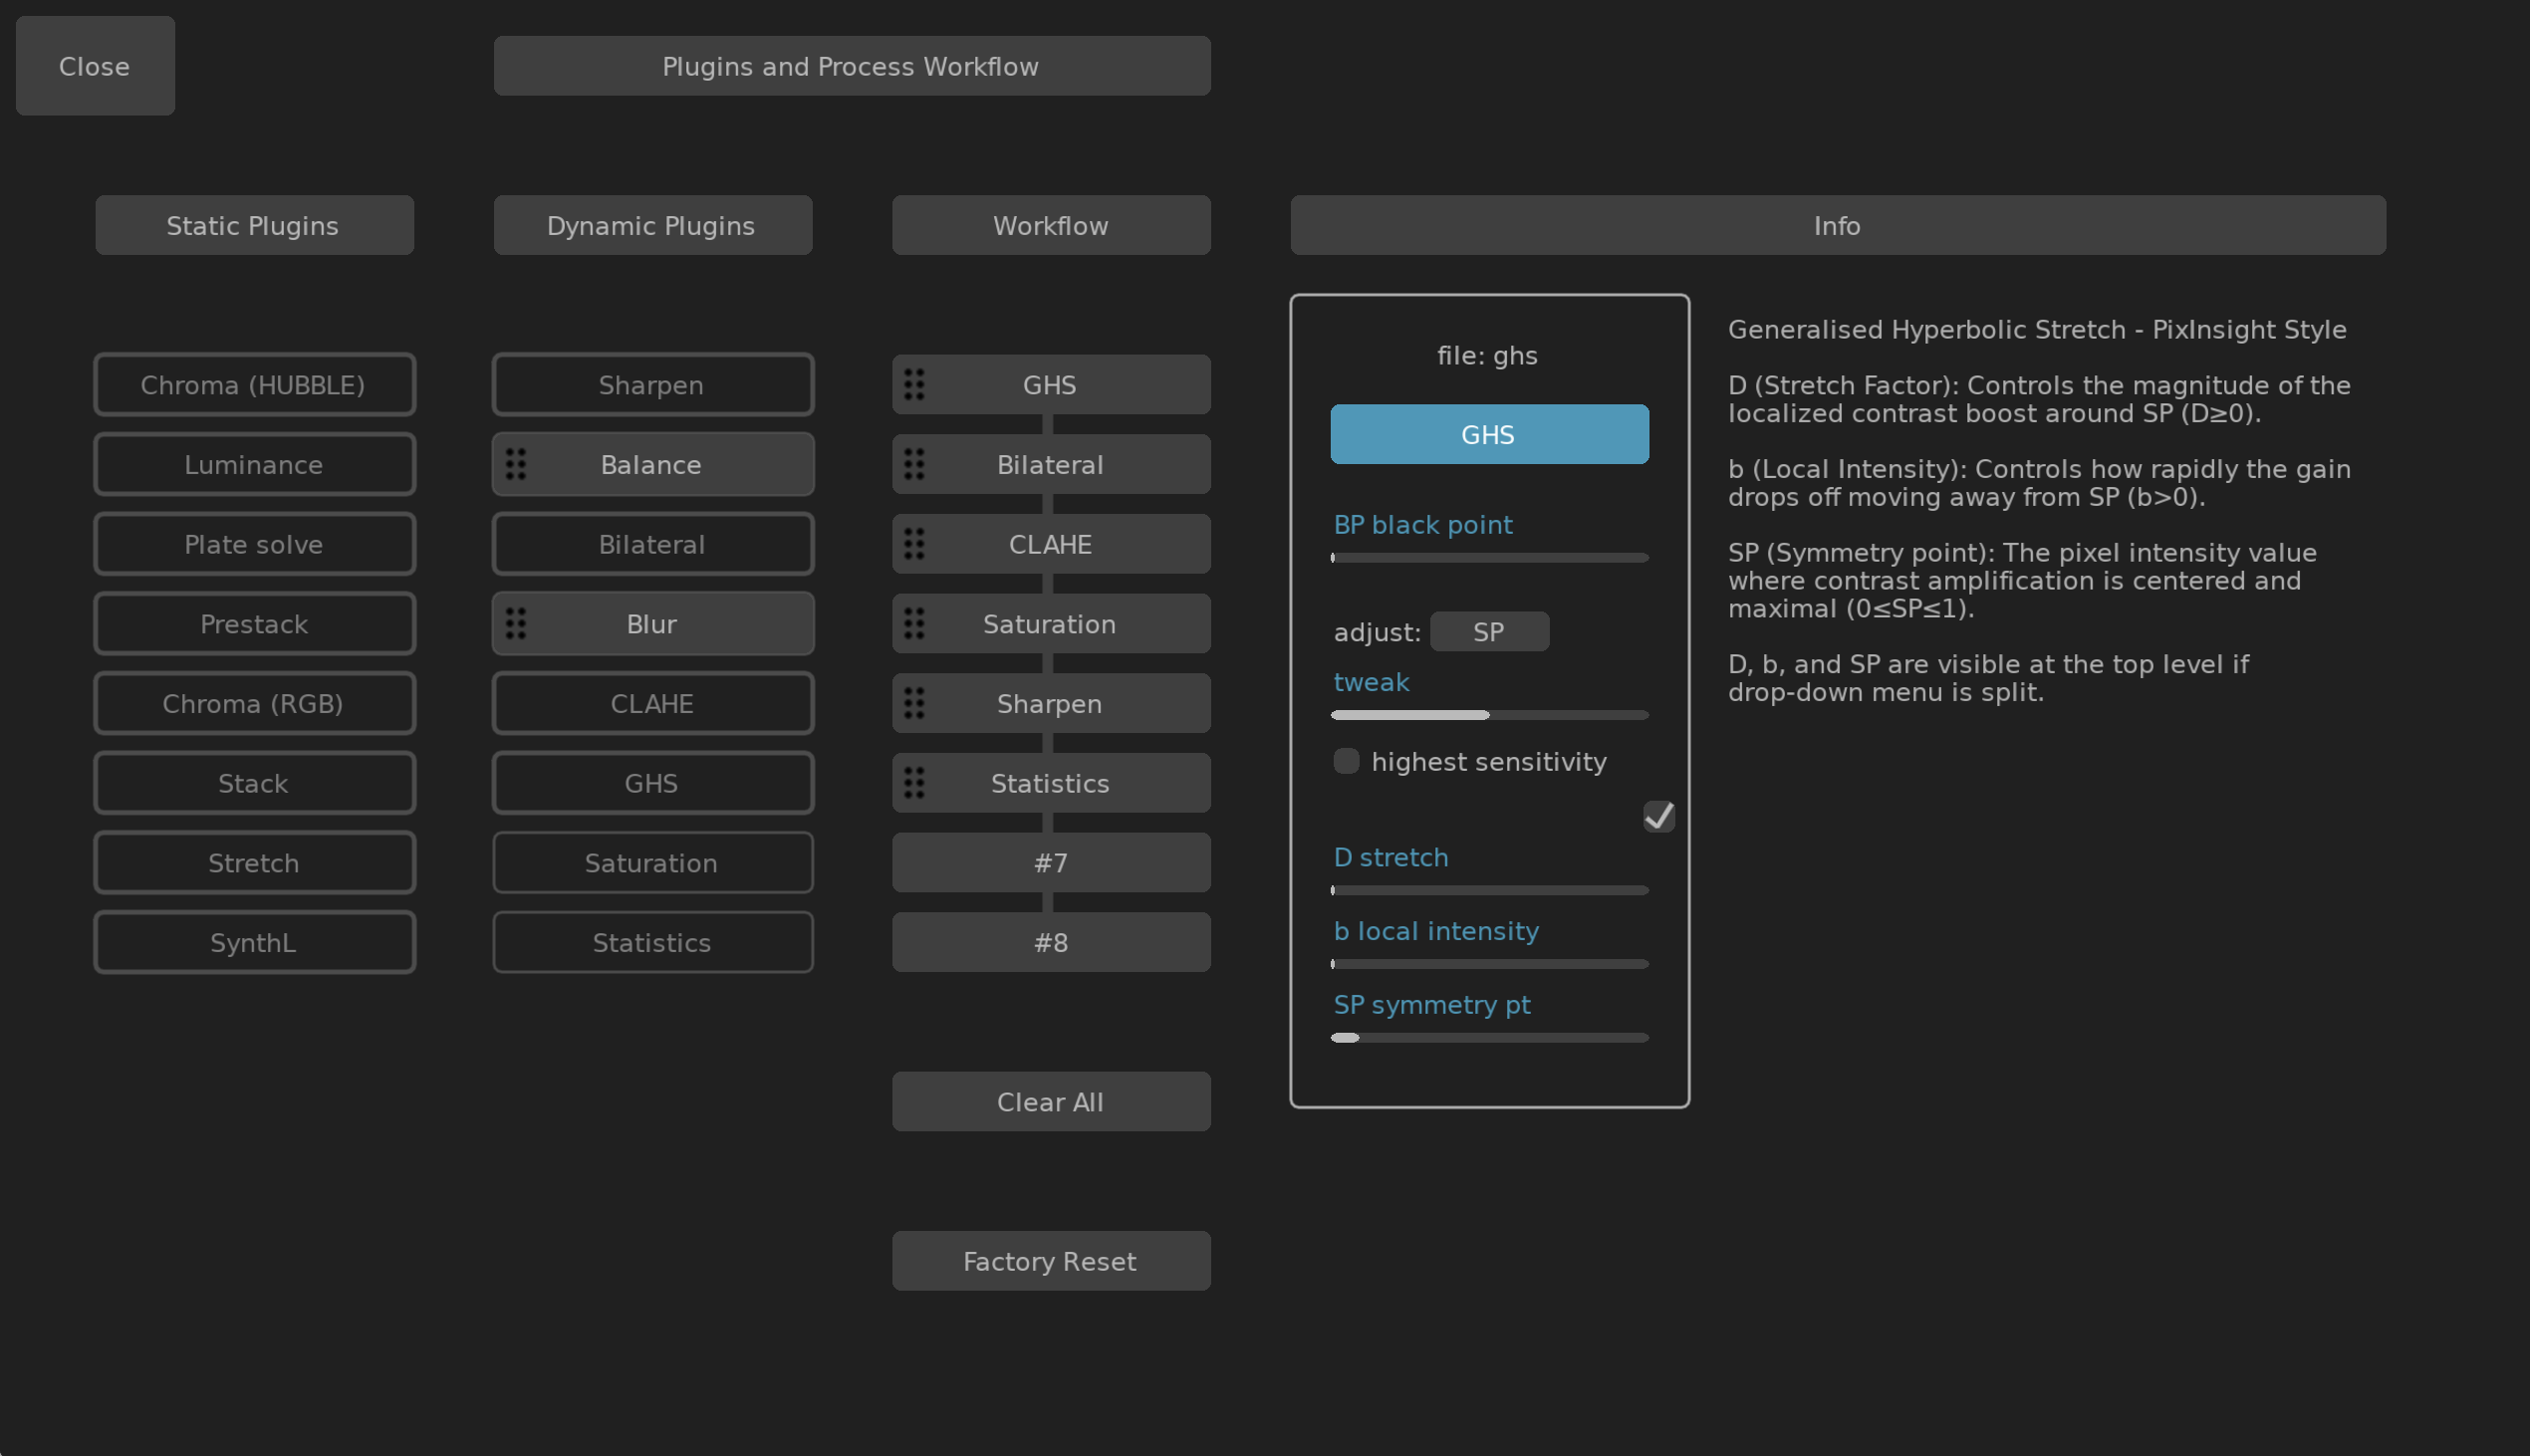 Close
Plugins and Process Workflow
Static Plugins
Dynamic Plugins
Workflow
Info
Chroma (HUBBLE)
Luminance
Plate solve
Prestack
Chroma (RGB)
Stack
Stretch
SynthL
Sharpen
Balance
Bilateral
Blur
CLAHE
GHS
Saturation
Statistics
GHS
Bilateral
CLAHE
Saturation
Sharpen
Statistics
#7
#8
Clear All
Factory Reset
file: ghs
GHS
BP black point
adjust: SP
tweak
highest sensitivity
D stretch
b local intensity
SP symmetry pt
Generalised Hyperbolic Stretch - PixInsight Style
D (Stretch Factor): Controls the magnitude of the
localized contrast boost around SP (D≥0).
b (Local Intensity): Controls how rapidly the gain
drops off moving away from SP (b>0).
SP (Symmetry point): The pixel intensity value
where contrast amplification is centered and
maximal (0≤SP≤1).
D, b, and SP are visible at the top level if
drop-down menu is split.